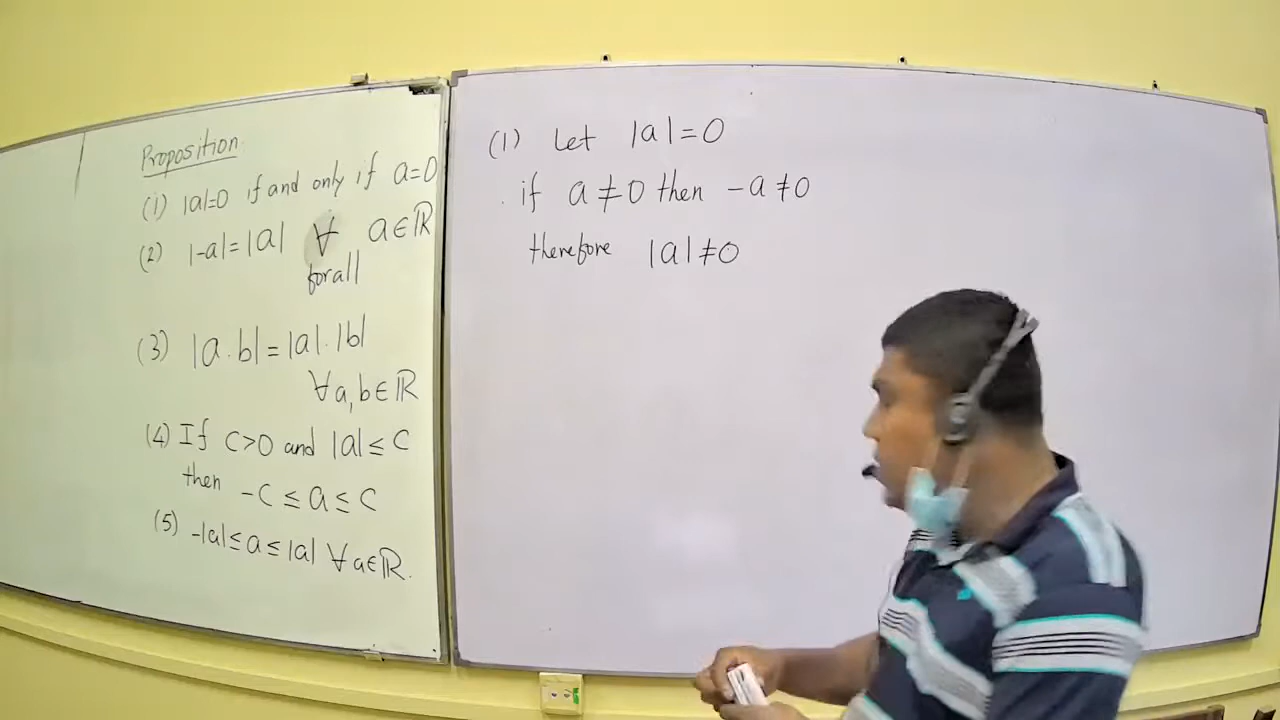 Proposition
(1) |a|=0 if and only if a=0
(2) |-a|=|a| ∀ a∈ℝ
forall
(3) |a·b|=|a|·|b|
∀a,b∈ℝ
(4) If c>0 and |a|≤c
then -c≤a≤c
(5) -|a|≤a≤|a| ∀a∈ℝ.
(1) Let |a|=0
if a≠0 then -a≠0
therefore |a|≠0